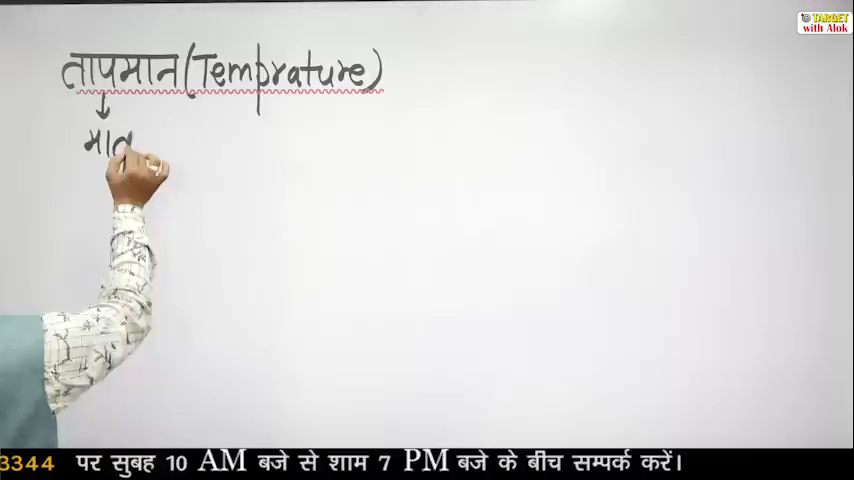 TARGET
with Alok
तापमान (Temprature)
3344 पर सुबह 10 AM बजे से शाम 7 PM बजे के बीच सम्पर्क करें।